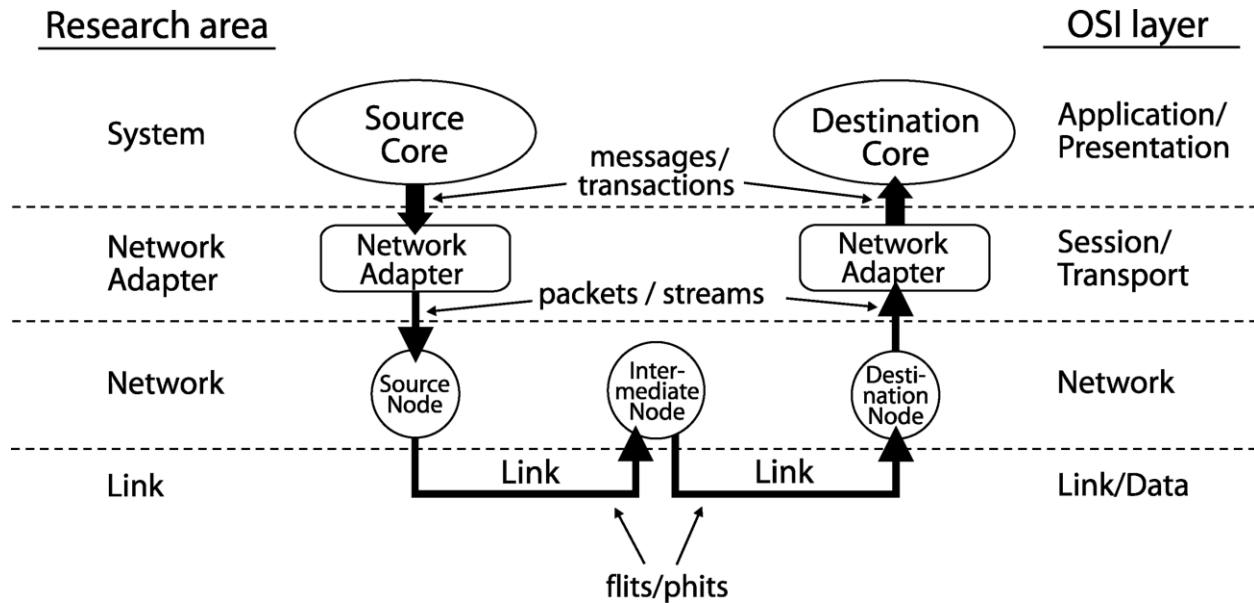 Research area
OSI layer
System
Source
Core
Destination
Core
Application/
Presentation
messages/
transactions
Network
Adapter
Network
Adapter
Network
Adapter
Session/
Transport
packets / streams
Network
Source
Node
Inter-
mediate
Node
Desti-
nation
Node
Network
Link
Link
Link
Link/Data
flits/phits